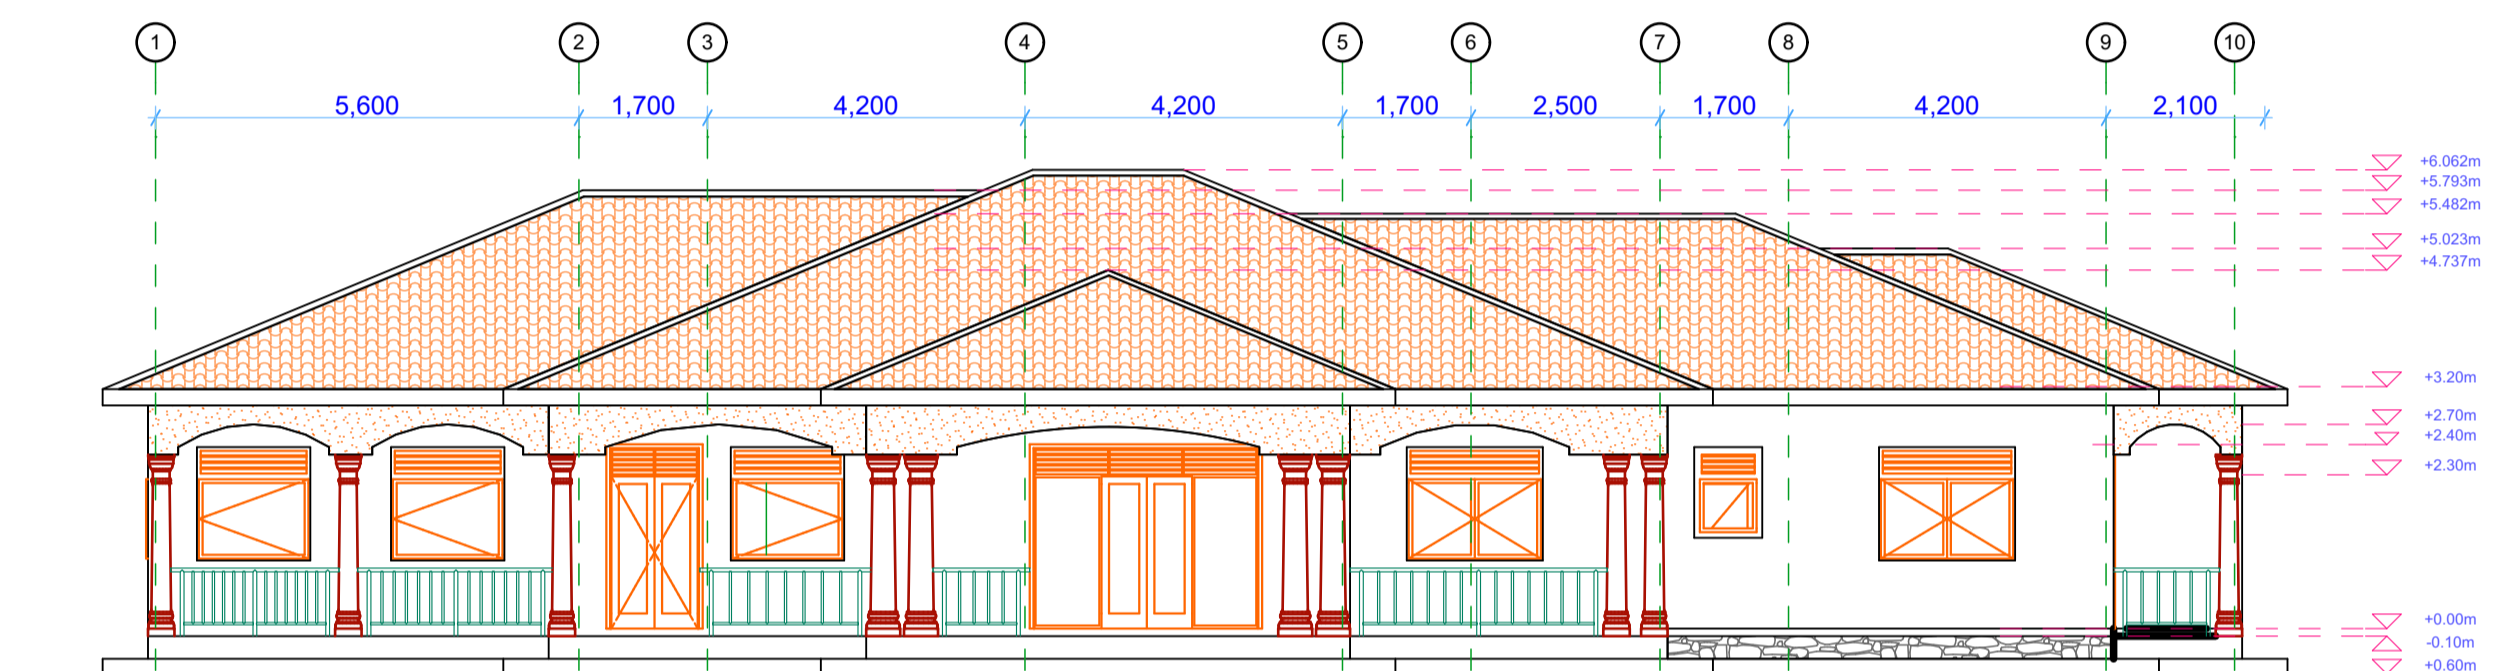 1 2 3 4 5 6 7 8 9 10
5,600 1,700 4,200 4,200 1,700 2,500 1,700 4,200 2,100
+6.062m
+5.793m
+5.482m
+5.023m
+4.737m
+3.20m
+2.70m
+2.40m
+2.30m
+0.00m
-0.10m
+0.60m